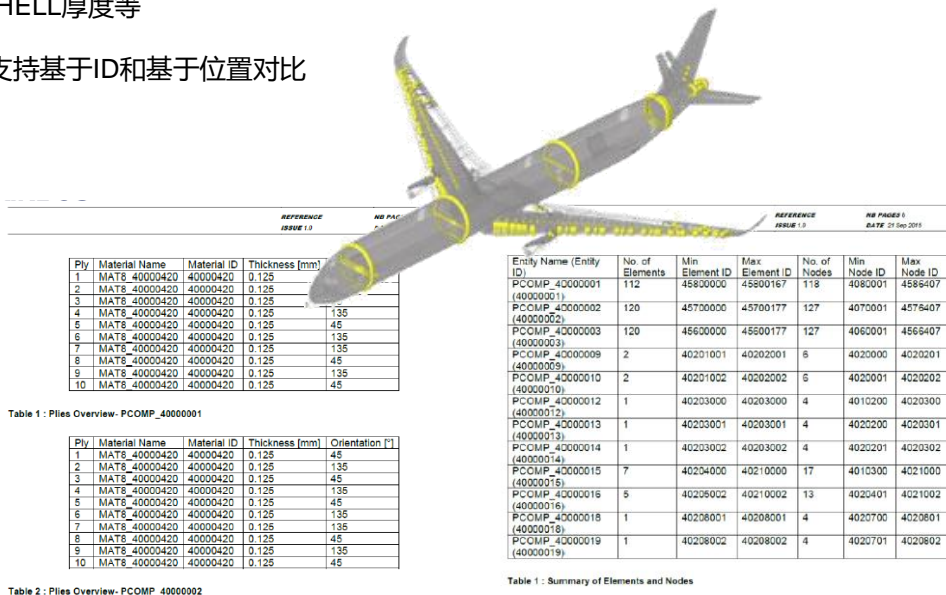 HELL厚度等
支持基于ID和基于位置对比
REFERENCE
ISSUE 1.0
REFERENCE NB PAGES 6
ISSUE 1.0 DATE 21 Sep 2015
Ply Material Name Material ID Thickness [mm]
1 MAT8_40000420 40000420 0.125
2 MAT8_40000420 40000420 0.125
3 MAT8_40000420 40000420 0.125
4 MAT8_40000420 40000420 0.125 135
5 MAT8_40000420 40000420 0.125 45
6 MAT8_40000420 40000420 0.125 135
7 MAT8_40000420 40000420 0.125 135
8 MAT8_40000420 40000420 0.125 45
9 MAT8_40000420 40000420 0.125 135
10 MAT8_40000420 40000420 0.125 45
Table 1 : Plies Overview- PCOMP_40000001
Ply Material Name Material ID Thickness [mm] Orientation [°]
1 MAT8_40000420 40000420 0.125 45
2 MAT8_40000420 40000420 0.125 135
3 MAT8_40000420 40000420 0.125 45
4 MAT8_40000420 40000420 0.125 135
5 MAT8_40000420 40000420 0.125 45
6 MAT8_40000420 40000420 0.125 135
7 MAT8_40000420 40000420 0.125 135
8 MAT8_40000420 40000420 0.125 45
9 MAT8_40000420 40000420 0.125 135
10 MAT8_40000420 40000420 0.125 45
Table 2 : Plies Overview- PCOMP_40000002
Entity Name (Entity No. of Min Max No. of Min Max
ID) Elements Element ID Element ID Nodes Node ID Node ID
PCOMP_40000001 112 45800000 45800167 118 4080001 4586407
(40000001)
PCOMP_40000002 120 45700000 45700177 127 4070001 4576407
(40000002)
PCOMP_40000003 120 45600000 45600177 127 4060001 4566407
(40000003)
PCOMP_40000009 2 40201001 40202001 6 4020000 4020201
(40000009)
PCOMP_40000010 2 40201002 40202002 6 4020001 4020202
(40000010)
PCOMP_40000012 1 40203000 40203000 4 4010200 4020300
(40000012)
PCOMP_40000013 1 40203001 40203001 4 4020200 4020301
(40000013)
PCOMP_40000014 1 40203002 40203002 4 4020201 4020302
(40000014)
PCOMP_40000015 7 40204000 40210000 17 4010300 4021000
(40000015)
PCOMP_40000016 5 40206002 40210002 13 4020401 4021002
(40000016)
PCOMP_40000018 1 40208001 40208001 4 4020700 4020801
(40000018)
PCOMP_40000019 1 40208002 40208002 4 4020701 4020802
(40000019)
Table 1 : Summary of Elements and Nodes